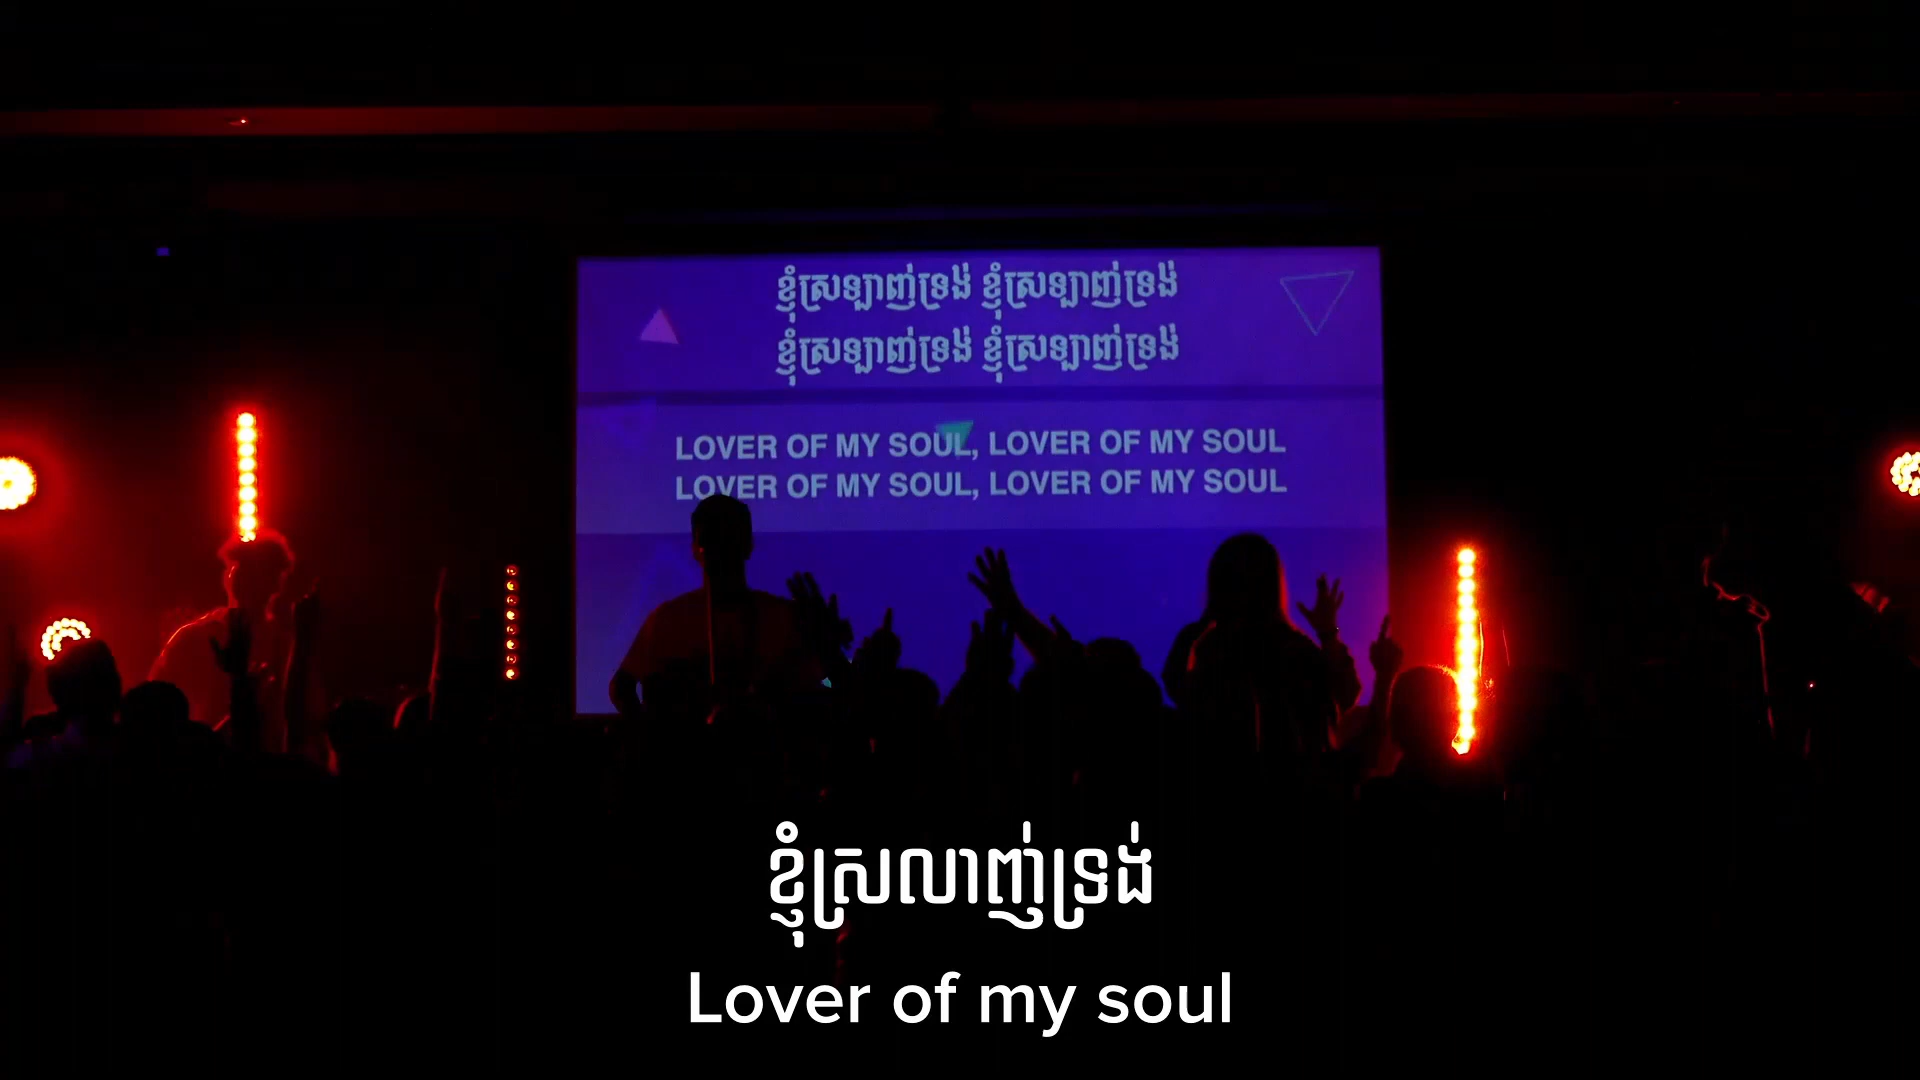 ខ្ញុំស្រឡាញ់ទ្រង់ ខ្ញុំស្រឡាញ់ទ្រង់
ខ្ញុំស្រឡាញ់ទ្រង់ ខ្ញុំស្រឡាញ់ទ្រង់
LOVER OF MY SOUL, LOVER OF MY SOUL
LOVER OF MY SOUL, LOVER OF MY SOUL
ខ្ញុំស្រលាញ់ទ្រង់
Lover of my soul